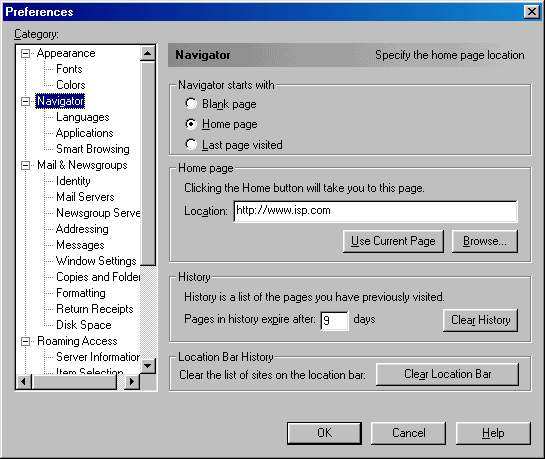 Preferences
Category:
Appearance
Fonts
Colors
Navigator
Languages
Applications
Smart Browsing
Mail & Newsgroups
Identity
Mail Servers
Newsgroup Serve
Addressing
Messages
Window Settings
Copies and Folder
Formatting
Return Receipts
Disk Space
Roaming Access
Server Information
Item Selection
Navigator Specify the home page location
Navigator starts with
Blank page
Home page
Last page visited
Home page
Clicking the Home button will take you to this page.
Location: http://www.isp.com
Use Current Page Browse...
History
History is a list of the pages you have previously visited.
Pages in history expire after: 9 days Clear History
Location Bar History
Clear the list of sites on the location bar: Clear Location Bar
OK Cancel Help